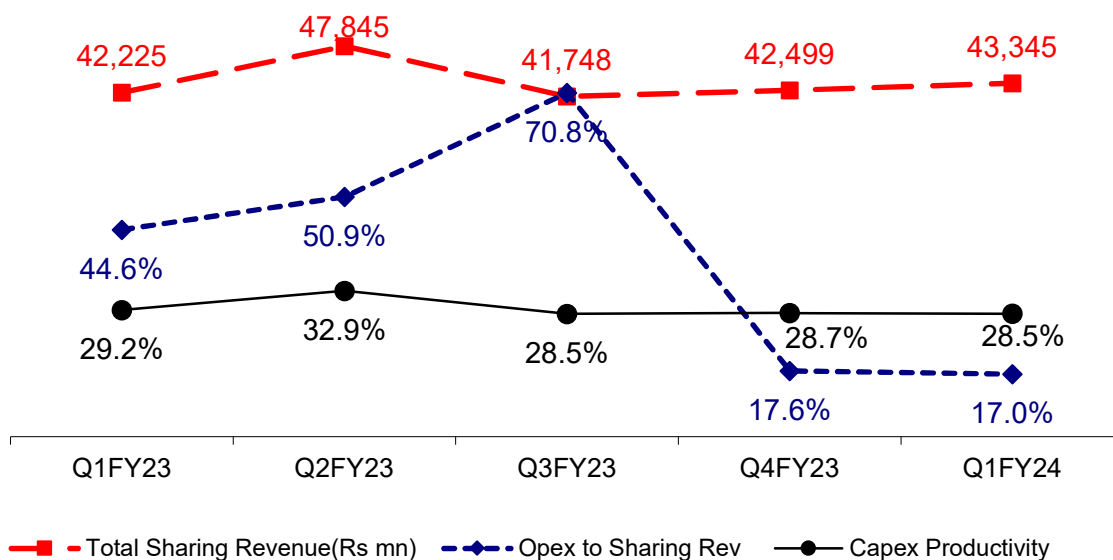 42,225 47,845 41,748 42,499 43,345
44.6% 50.9% 70.8% 17.6% 17.0%
29.2% 32.9% 28.5% 28.7% 28.5%
Q1FY23 Q2FY23 Q3FY23 Q4FY23 Q1FY24
Total Sharing Revenue(Rs mn) Opex to Sharing Rev Capex Productivity